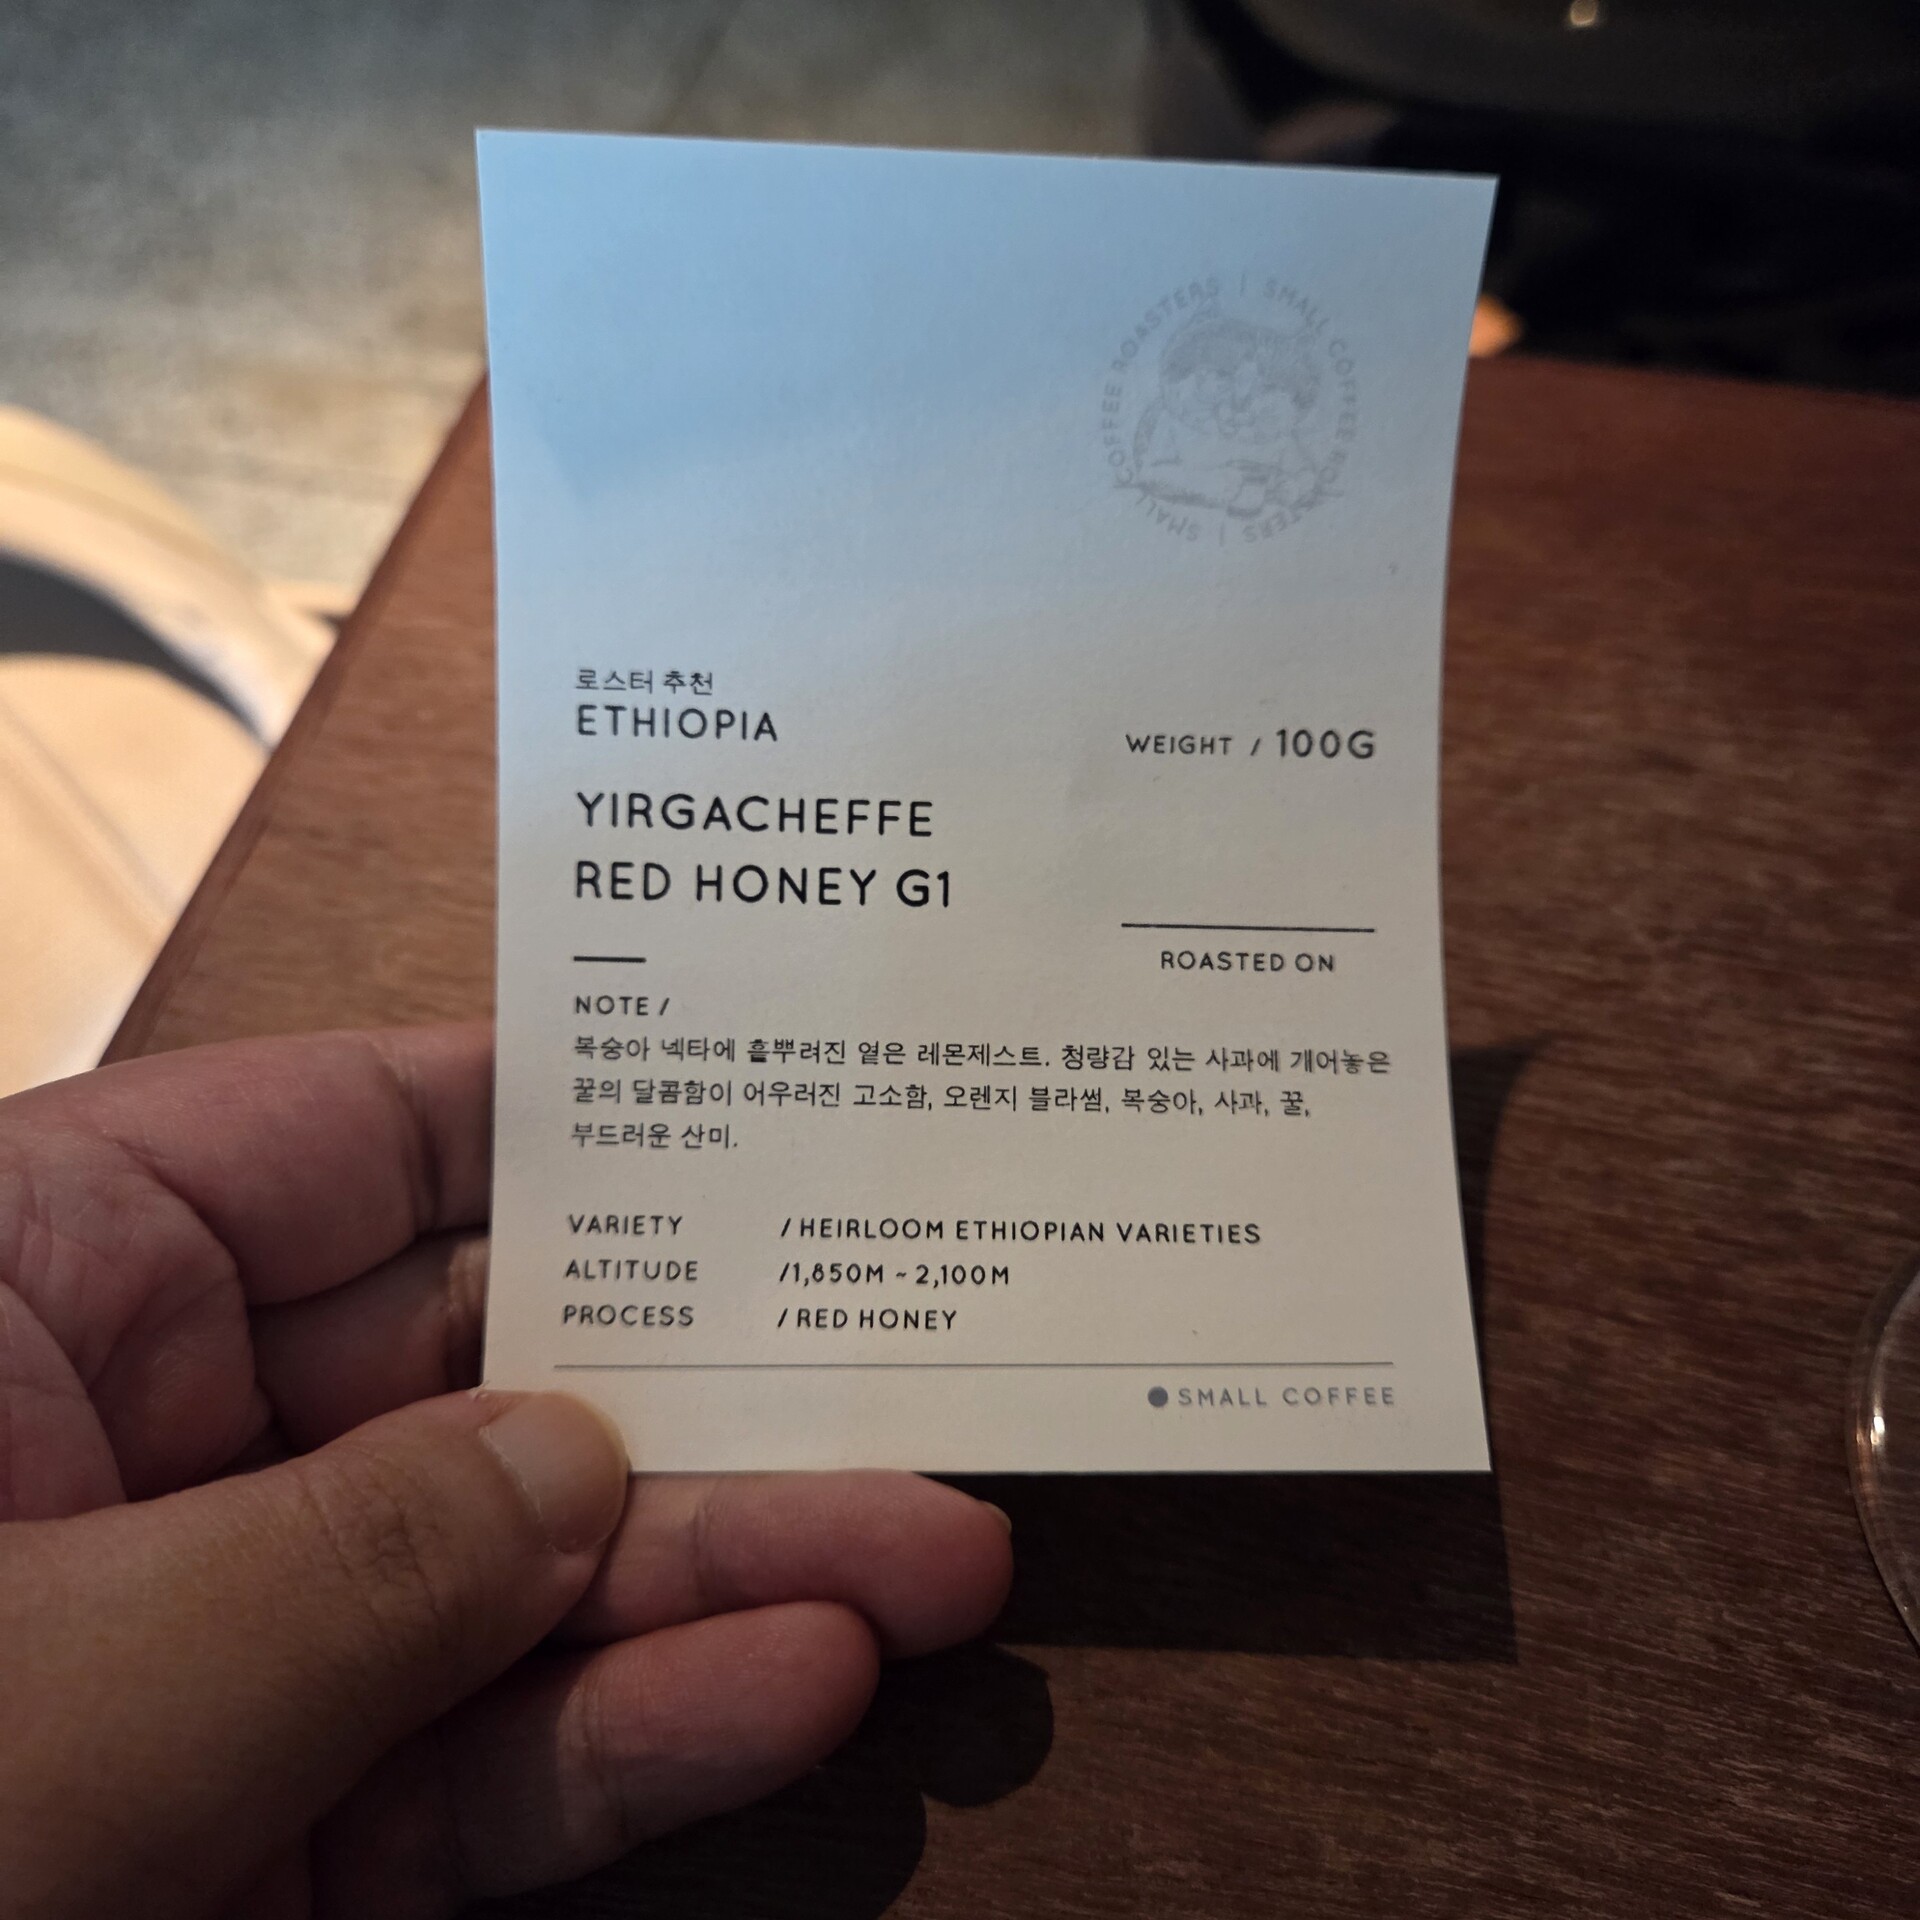 SMALL COFFEE ROASTERS | SMALL COFFEE ROASTERS |
로스터 추천
ETHIOPIA
WEIGHT / 100G
YIRGACHEFFE
RED HONEY G1
ROASTED ON
NOTE /
복숭아 넥타에 흩뿌려진 옅은 레몬제스트. 청량감 있는 사과에 개어놓은
꿀의 달콤함이 어우러진 고소함, 오렌지 블라썸, 복숭아, 사과, 꿀,
부드러운 산미.
VARIETY / HEIRLOOM ETHIOPIAN VARIETIES
ALTITUDE /1,850M ~ 2,100M
PROCESS / RED HONEY
SMALL COFFEE